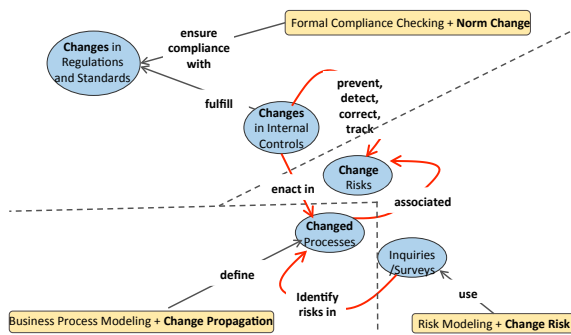 Formal Compliance Checking + Norm Change
ensure
compliance
with
Changes in
Regulations
and Standards
prevent,
detect,
correct,
track
fulfill
Changes
in Internal
Controls
Change
Risks
enact in
associated
Changed
Processes
Inquiries
/Surveys
define
Identify
risks in
use
Business Process Modeling + Change Propagation
Risk Modeling + Change Risk